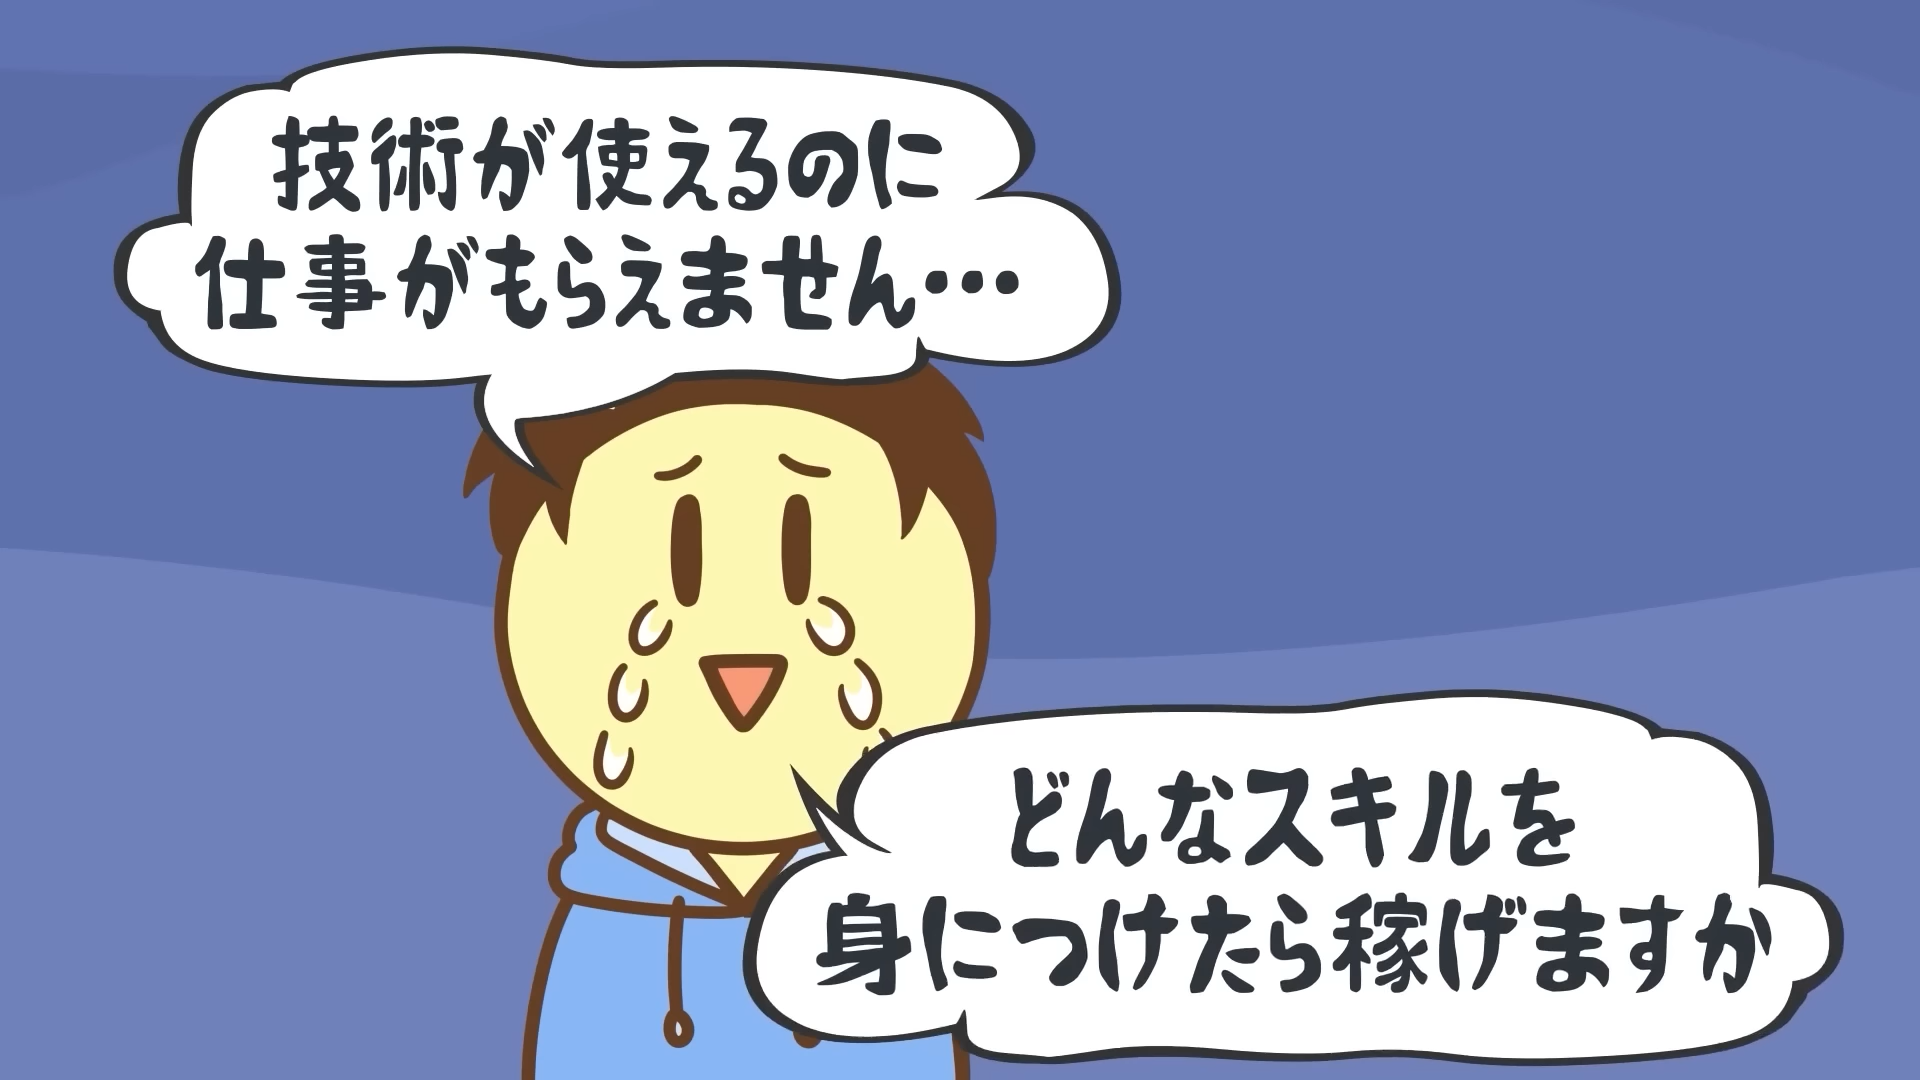 技術が使えるのに
仕事がもらえません…
どんなスキルを
身につけたら稼げますか